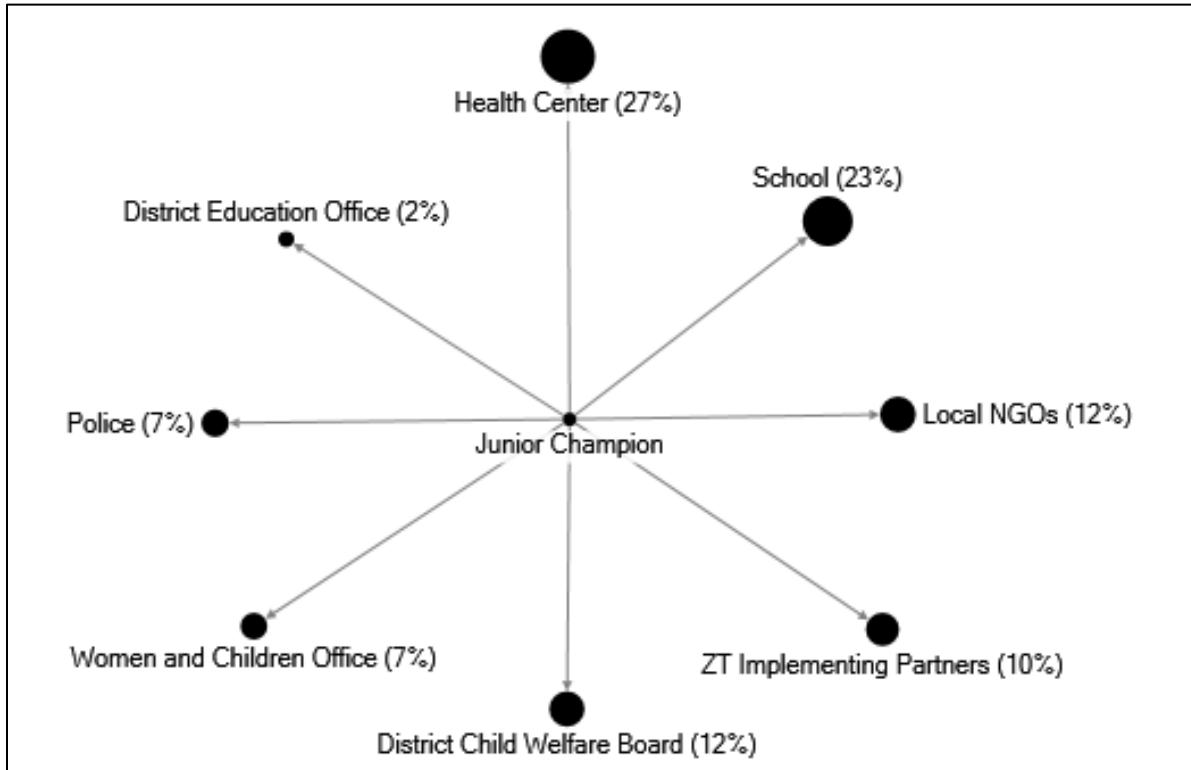 Health Center (27%)
School (23%)
District Education Office (2%)
Police (7%)
Local NGOs (12%)
Junior Champion
Women and Children Office (7%)
ZT Implementing Partners (10%)
District Child Welfare Board (12%)